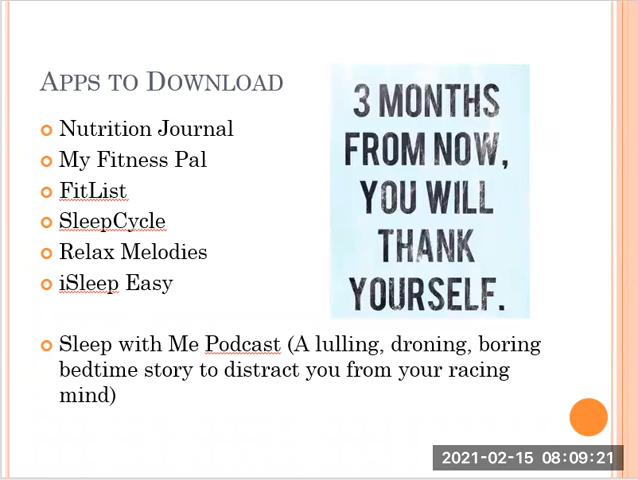 APPS TO DOWNLOAD
Nutrition Journal
My Fitness Pal
FitList
SleepCycle
Relax Melodies
iSleep Easy
Sleep with Me Podcast (A lulling, droning, boring
bedtime story to distract you from your racing
mind)
3 MONTHS
FROM NOW,
YOU WILL
THANK
YOURSELF.
2021-02-15 08:09:21